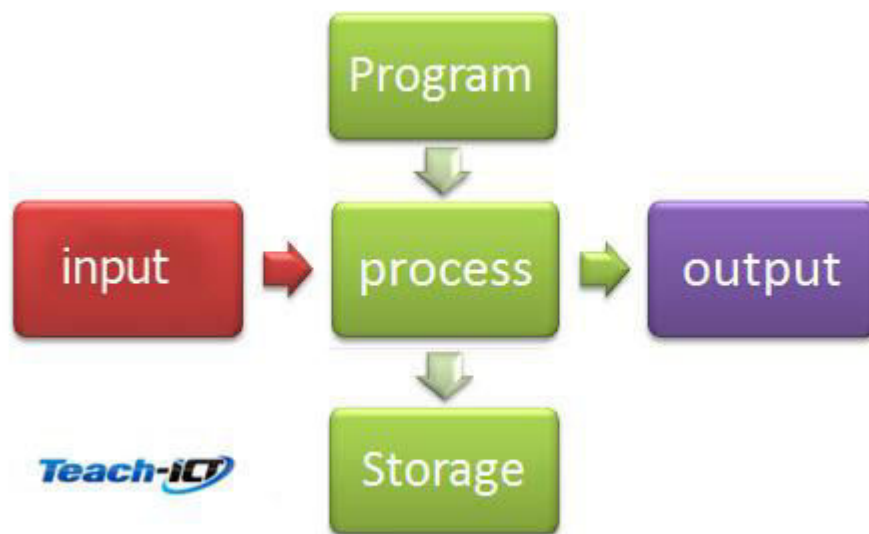 Program
input
process
output
Storage
Teach-iCT